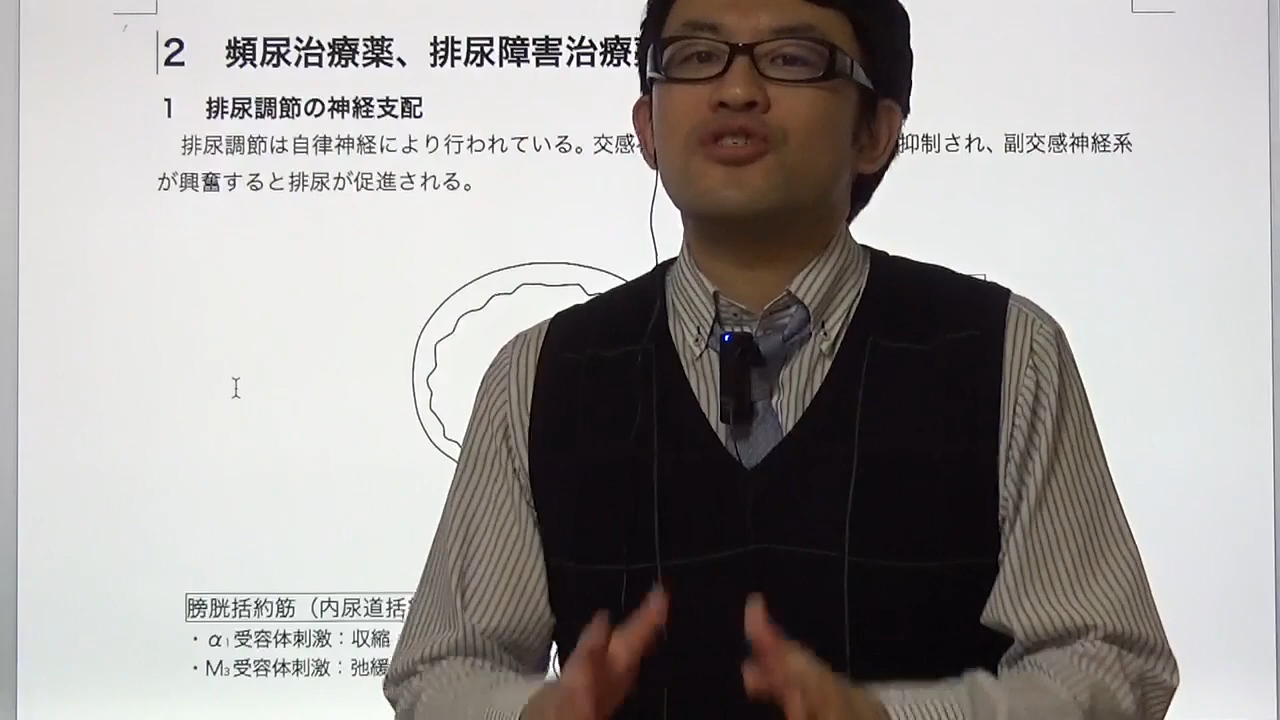 2 頻尿治療薬、排尿障害治療
1 排尿調節の神経支配
排尿調節は自律神経により行われている。交感 抑制され、副交感神経系
が興奮すると排尿が促進される。
膀胱括約筋（内尿道括
・α₁受容体刺激：収縮
・M₃受容体刺激：弛緩